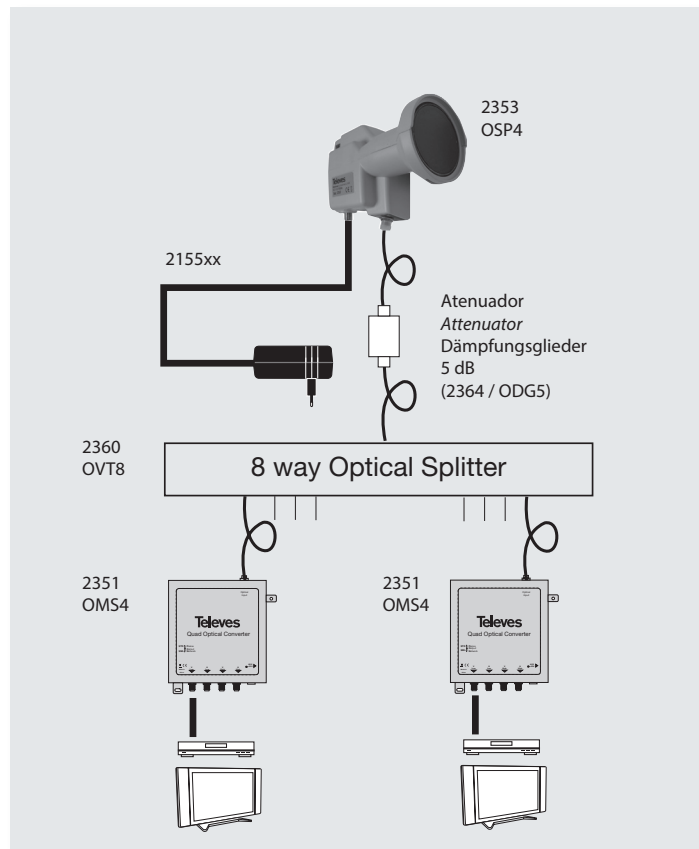 2353
OSP4
Televes
2155xx
Atenuador
Attenuator
Dämpfungsglieder
5 dB
(2364 / ODG5)
2360
OVT8
8 way Optical Splitter
2351
OMS4
Televes
Quad Optical Converter
2351
OMS4
Televes
Quad Optical Converter